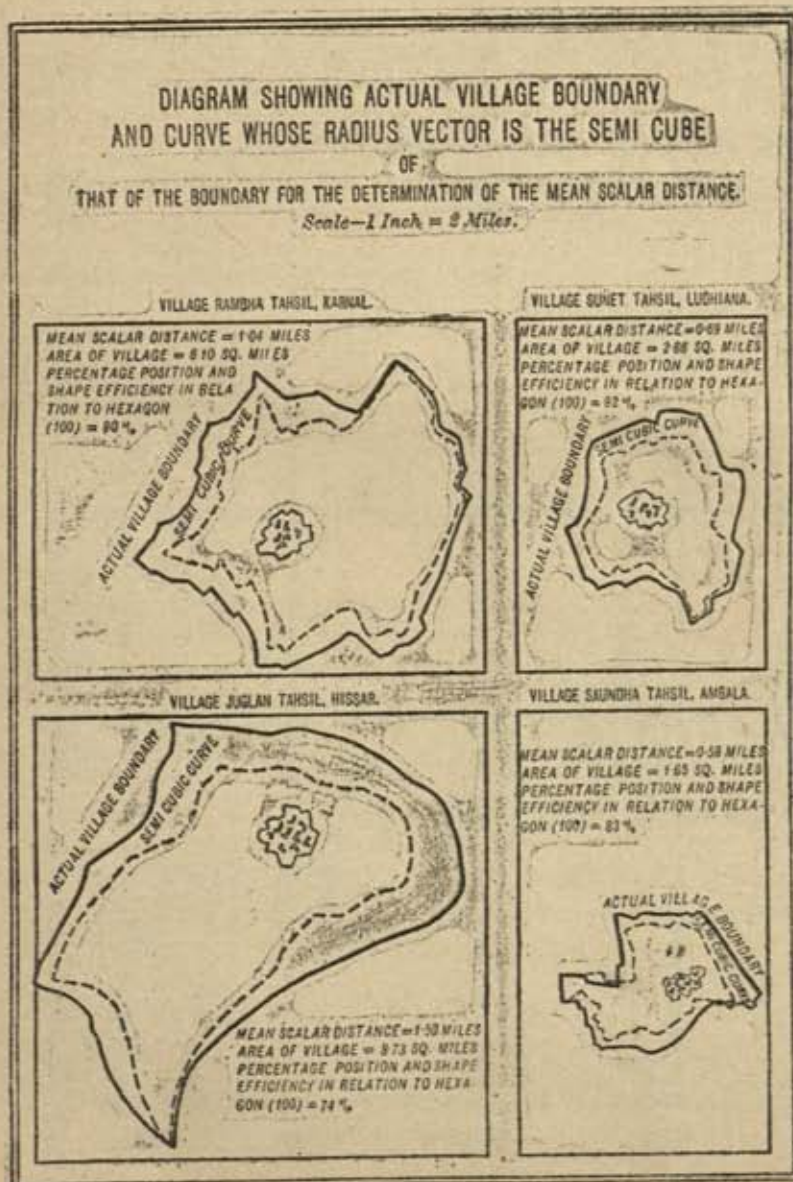 DIAGRAM SHOWING ACTUAL VILLAGE BOUNDARY
AND CURVE WHOSE RADIUS VECTOR IS THE SEMI CUBE
OF
THAT OF THE BOUNDARY FOR THE DETERMINATION OF THE MEAN SCALAR DISTANCE.
Scale—1 Inch = 2 Miles.
VILLAGE RAMBHA TAHSIL, KARNAL.
MEAN SCALAR DISTANCE = 1·04 MILES
AREA OF VILLAGE = 6·10 SQ. MILES
PERCENTAGE POSITION AND
SHAPE EFFICIENCY IN RELA
TION TO HEXAGON
(100) = 90 %
ACTUAL VILLAGE BOUNDARY
SEMI CUBIC CURVE
VILLAGE SUNET TAHSIL, LUDHIANA.
MEAN SCALAR DISTANCE=0·69 MILES
AREA OF VILLAGE = 2·66 SQ. MILES
PERCENTAGE POSITION AND SHAPE
EFFICIENCY IN RELATION TO HEXA-
GON (100) = 92 %
ACTUAL VILLAGE BOUNDARY
SEMI CUBIC CURVE
VILLAGE JUGLAN TAHSIL, HISSAR.
ACTUAL VILLAGE BOUNDARY
SEMI CUBIC CURVE
MEAN SCALAR DISTANCE=1·50 MILES
AREA OF VILLAGE = SQ. MILES
PERCENTAGE POSITION AND SHAPE
EFFICIENCY IN RELATION TO HEXA-
GON (100) = 74 %
VILLAGE SAUNDHA TAHSIL, AMBALA.
MEAN SCALAR DISTANCE=0·58 MILES
AREA OF VILLAGE = 1·65 SQ. MILES
PERCENTAGE POSITION AND SHAPE
EFFICIENCY IN RELATION TO HEXA-
GON (100) = 83 %
ACTUAL VILLAGE BOUNDARY
SEMI CUBIC CURVE